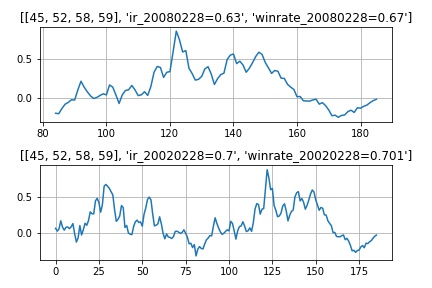 [[45, 52, 58, 59], 'ir_20080228=0.63', 'winrate_20080228=0.67']
0.5
0.0
80 100 120 140 160 180
[[45, 52, 58, 59], 'ir_20020228=0.7', 'winrate_20020228=0.701']
0.5
0.0
0 25 50 75 100 125 150 175